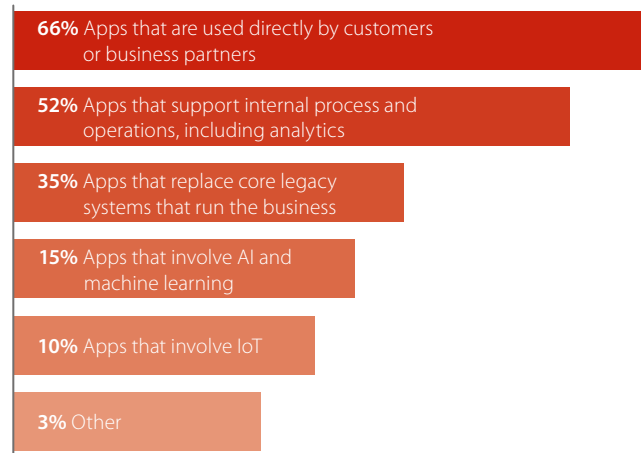 66% Apps that are used directly by customers
or business partners
52% Apps that support internal process and
operations, including analytics
35% Apps that replace core legacy
systems that run the business
15% Apps that involve AI and
machine learning
10% Apps that involve IoT
3% Other